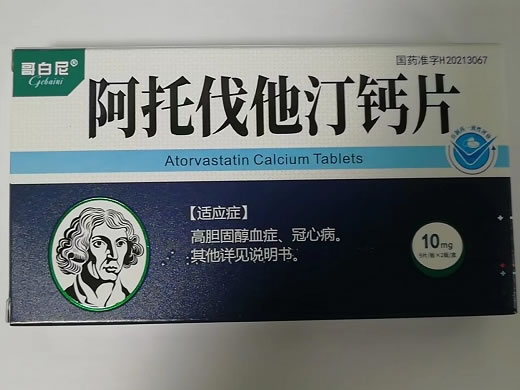 哥白尼®
Gebaini
国药准字H20213067
阿托伐他汀钙片
Atorvastatin Calcium Tablets
【适应症】
高胆固醇血症、冠心病。
其他详见说明书。
10mg